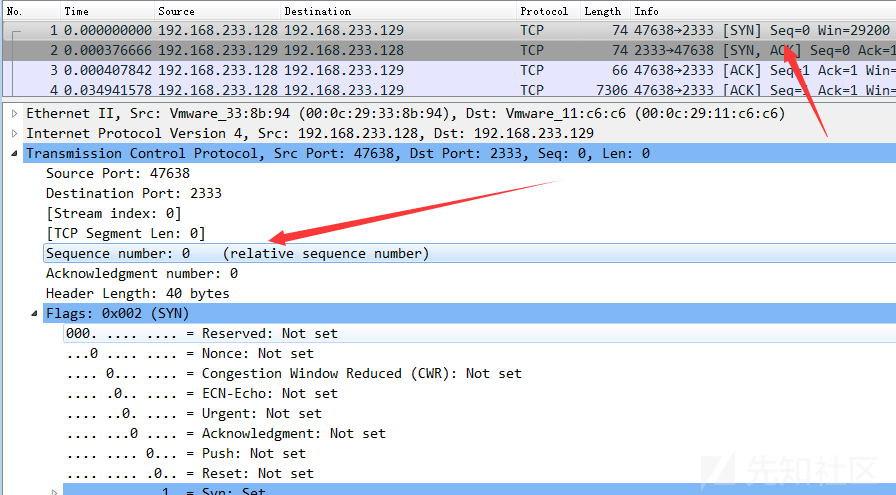 No. Time Source Destination Protocol Length Info
1 0.000000000 192.168.233.128 192.168.233.129 TCP 74 47638→2333 [SYN] Seq=0 Win=29200
2 0.000376666 192.168.233.129 192.168.233.128 TCP 74 2333→47638 [SYN, ACK] Seq=0 Ack=1
3 0.000407842 192.168.233.128 192.168.233.129 TCP 66 47638→2333 [ACK] Seq=1 Ack=1 Win=
4 0.034941578 192.168.233.128 192.168.233.129 TCP 7306 47638→2333 [ACK] Seq=1 Ack=1 Win=
Ethernet II, Src: Vmware_33:8b:94 (00:0c:29:33:8b:94), Dst: Vmware_11:c6:c6 (00:0c:29:11:c6:c6)
Internet Protocol Version 4, Src: 192.168.233.128, Dst: 192.168.233.129
Transmission Control Protocol, Src Port: 47638, Dst Port: 2333, Seq: 0, Len: 0
Source Port: 47638
Destination Port: 2333
[Stream index: 0]
[TCP Segment Len: 0]
Sequence number: 0 (relative sequence number)
Acknowledgment number: 0
Header Length: 40 bytes
Flags: 0x002 (SYN)
000. .... .... = Reserved: Not set
...0 .... .... = Nonce: Not set
.... 0... .... = Congestion Window Reduced (CWR): Not set
.... .0.. .... = ECN-Echo: Not set
.... ..0. .... = Urgent: Not set
.... ...0 .... = Acknowledgment: Not set
.... .... 0... = Push: Not set
.... .... .0.. = Reset: Not set
.... .... ..1. = Syn: Set
先知社区